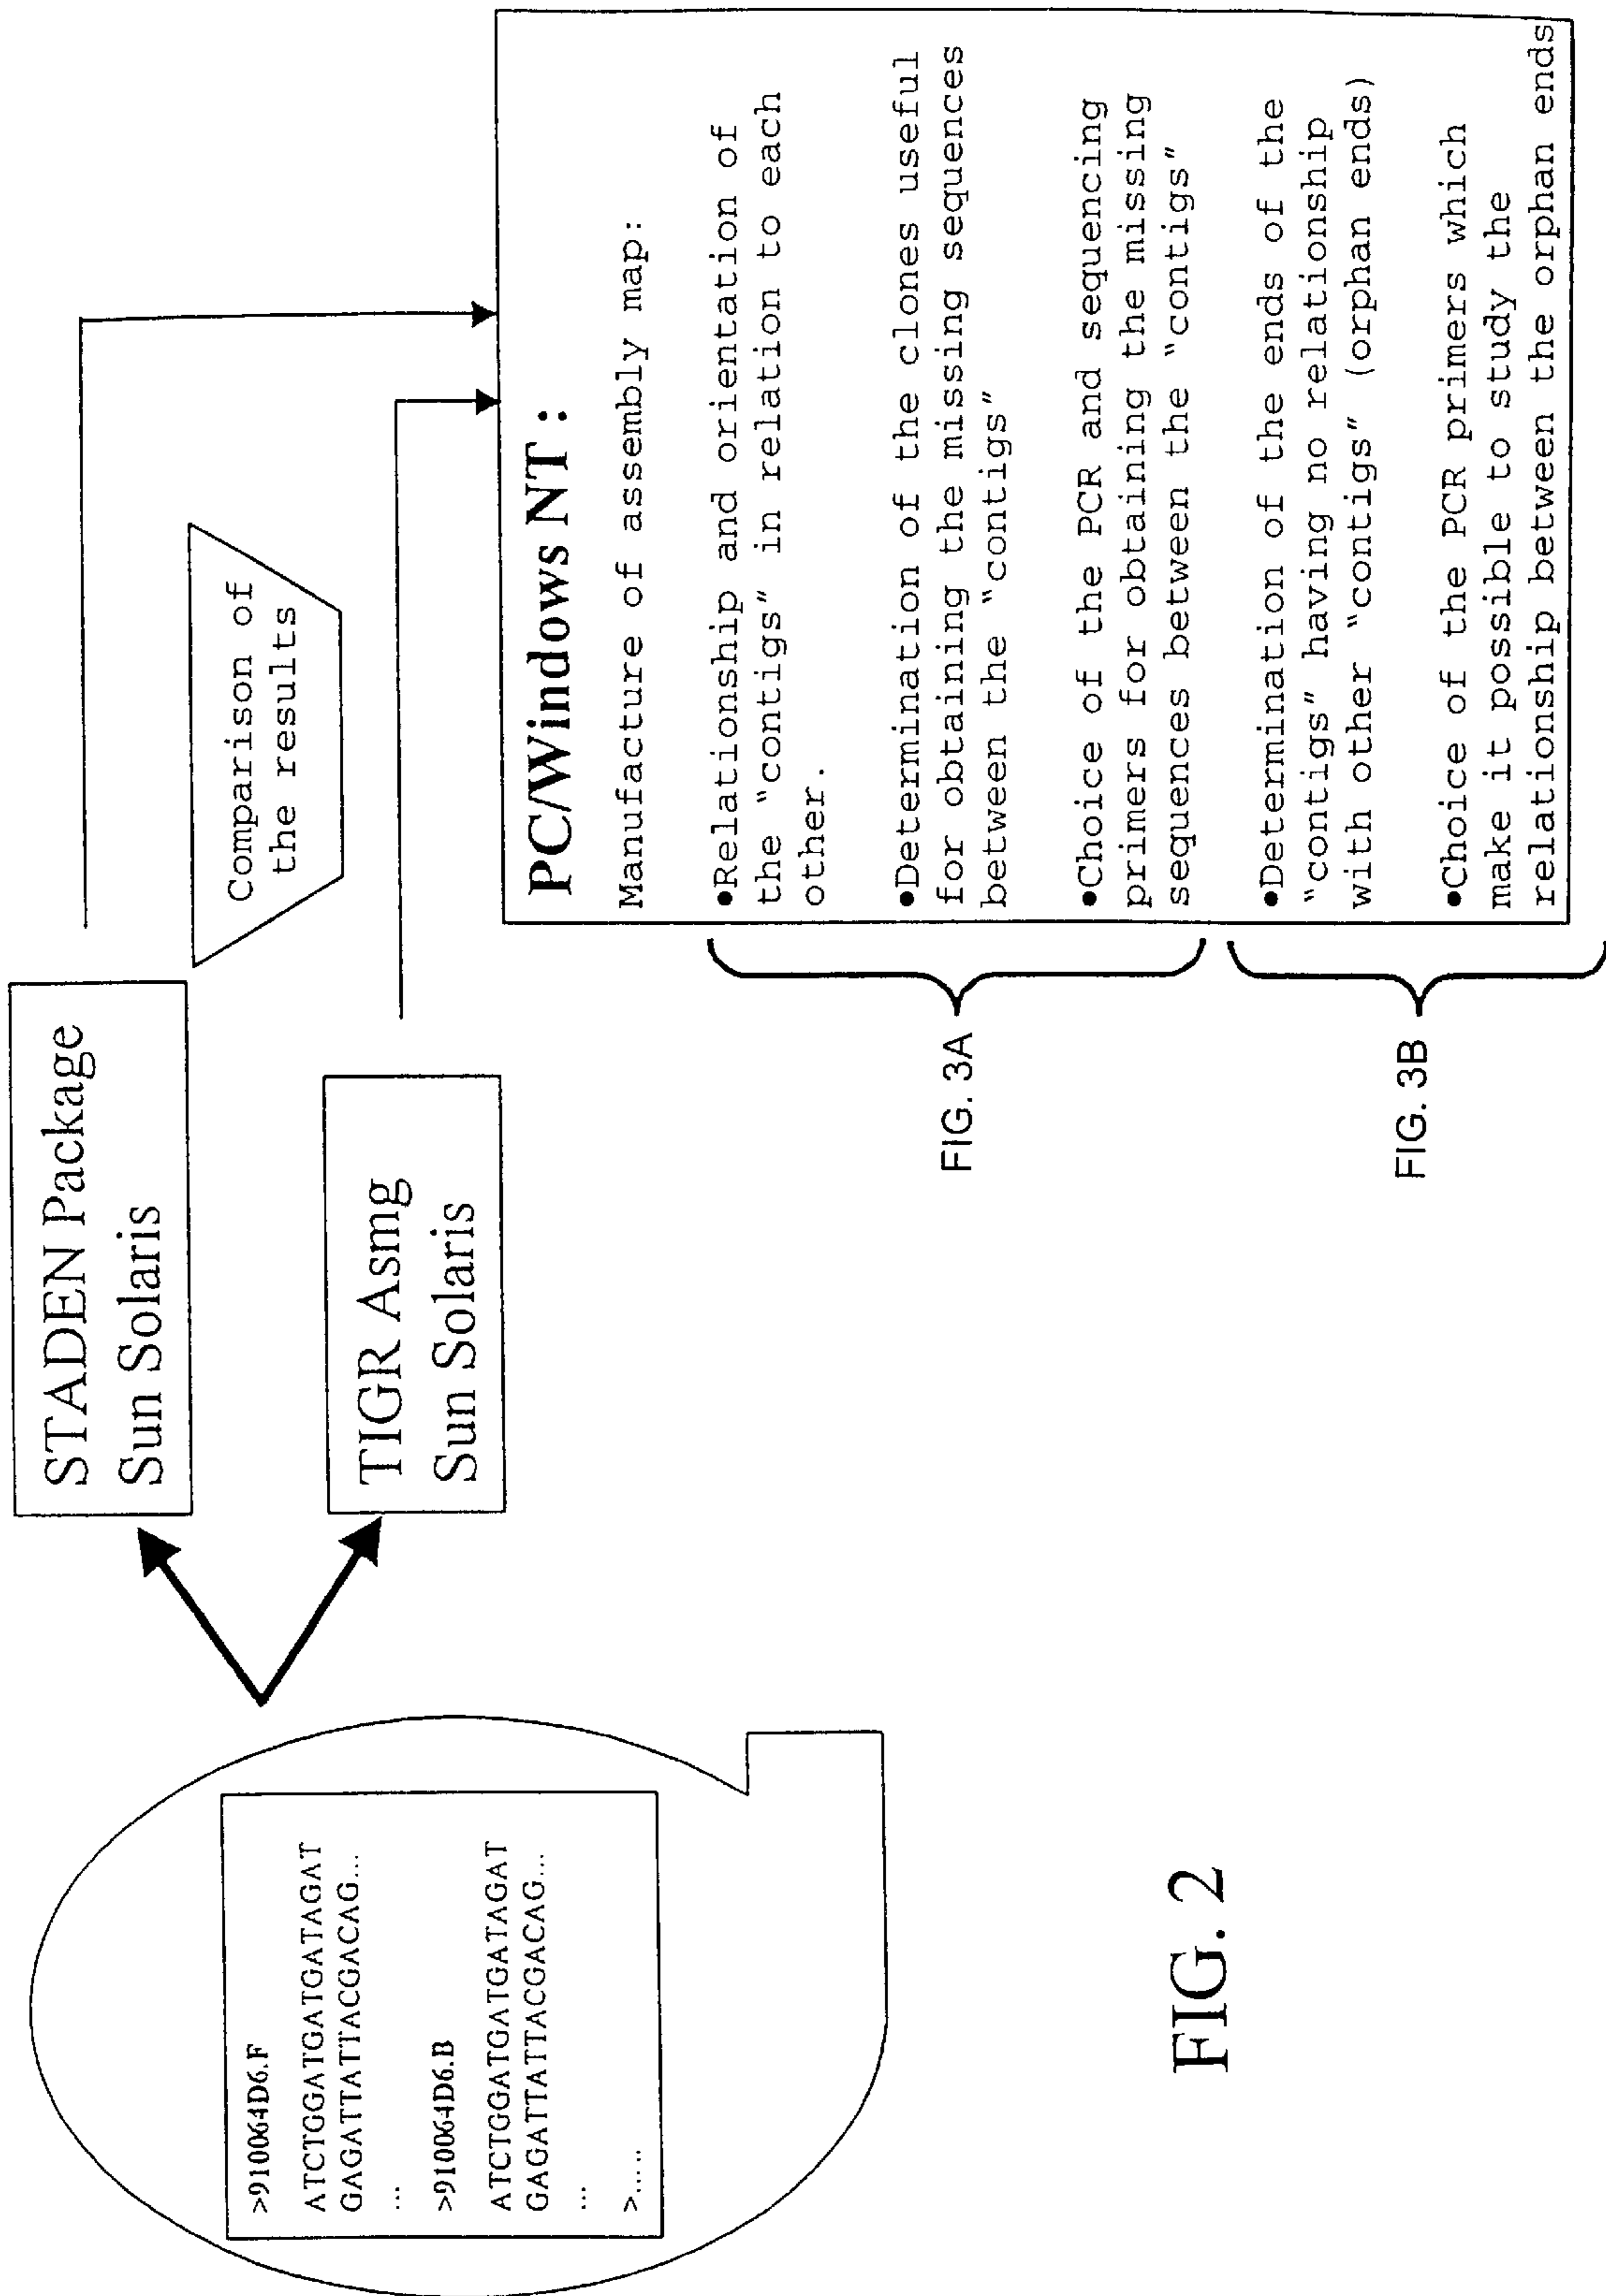 >910064D6.F
ATCTGGATGATGATAGAT
GAGATTATTACGACAG...
...
>910064D6.B
ATCTGGATGATGATAGAT
GAGATTATTACGACAG...
...
>.....
STADEN Package
Sun Solaris
TIGR Asmg
Sun Solaris
Comparison of
the results
PC/Windows NT :
Manufacture of assembly map:
•Relationship and orientation of
the “contigs” in relation to each
other.
•Determination of the clones useful
for obtaining the missing sequences
between the “contigs”
•Choice of the PCR and sequencing
primers for obtaining the missing
sequences between the “contigs”
•Determination of the ends of the
“contigs” having no relationship
with other “contigs” (orphan ends)
•Choice of the PCR primers which
make it possible to study the
relationship between the orphan ends
FIG. 3A
FIG. 3B
FIG. 2